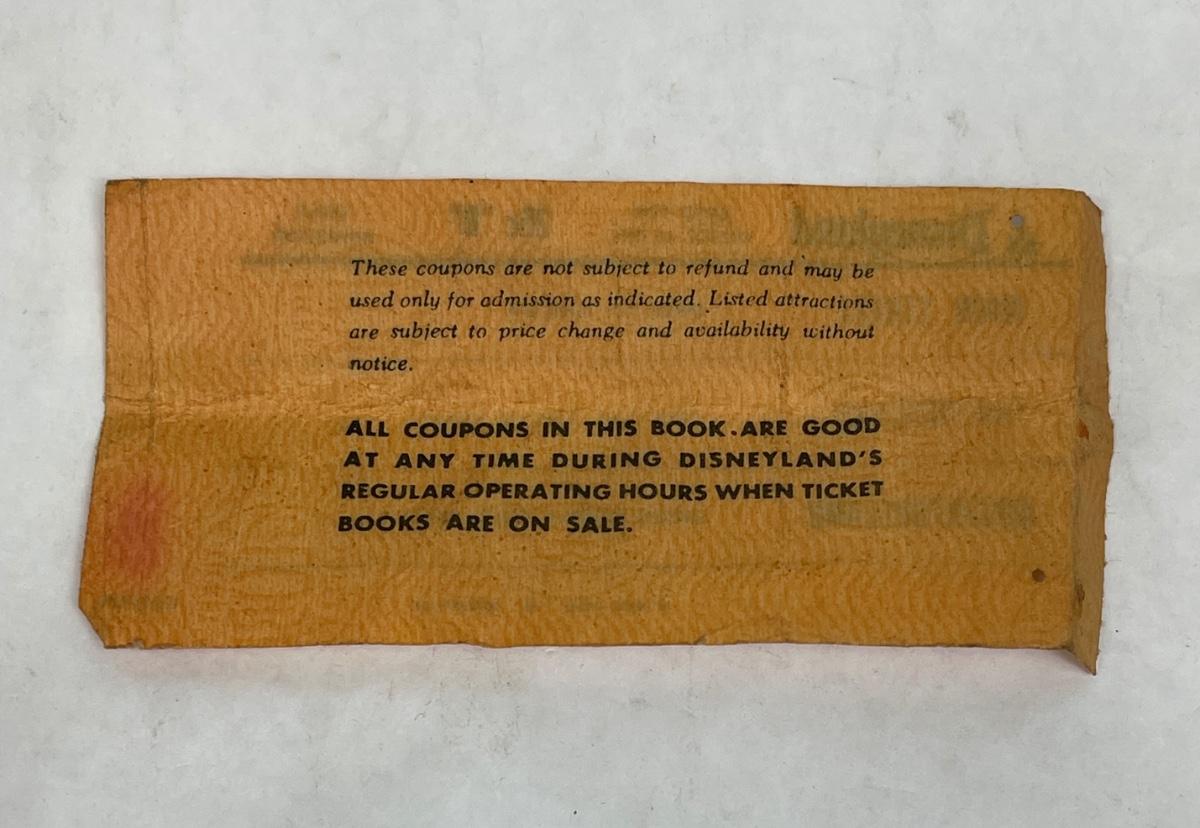 These coupons are not subject to refund and may be
used only for admission as indicated. Listed attractions
are subject to price change and availability without
notice.
ALL COUPONS IN THIS BOOK.ARE GOOD
AT ANY TIME DURING DISNEYLAND'S
REGULAR OPERATING HOURS WHEN TICKET
BOOKS ARE ON SALE.